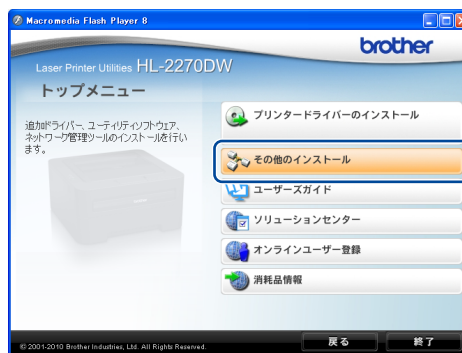 Macromedia Flash Player 8
brother
Laser Printer Utilities HL-2270DW
トップメニュー
追加ドライバー、ユーティリティソフトウェア、
ネットワーク管理ツールのインストールを行い
ます。
プリンタードライバーのインストール
その他のインストール
ユーザーズガイド
ソリューションセンター
オンラインユーザー登録
消耗品情報
© 2001-2010 Brother Industries, Ltd. All Rights Reserved.
戻る
終了